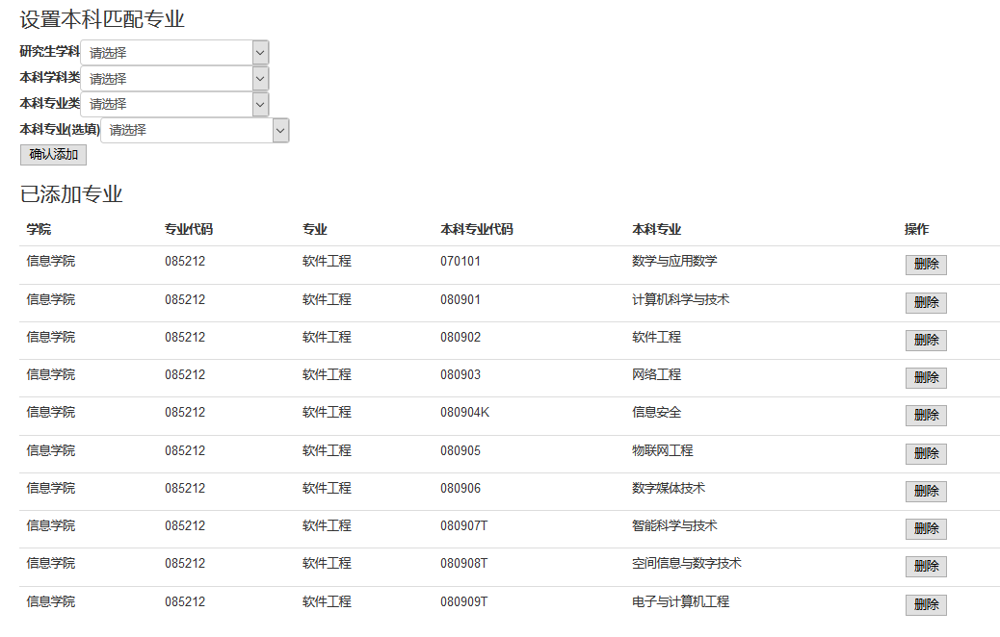 设置本科匹配专业
研究生学科 请选择
本科学科类 请选择
本科专业类 请选择
本科专业(选填) 请选择
确认添加
已添加专业
学院 专业代码 专业 本科专业代码 本科专业 操作
信息学院 085212 软件工程 070101 数学与应用数学 删除
信息学院 085212 软件工程 080901 计算机科学与技术 删除
信息学院 085212 软件工程 080902 软件工程 删除
信息学院 085212 软件工程 080903 网络工程 删除
信息学院 085212 软件工程 080904K 信息安全 删除
信息学院 085212 软件工程 080905 物联网工程 删除
信息学院 085212 软件工程 080906 数字媒体技术 删除
信息学院 085212 软件工程 080907T 智能科学与技术 删除
信息学院 085212 软件工程 080908T 空间信息与数字技术 删除
信息学院 085212 软件工程 080909T 电子与计算机工程 删除